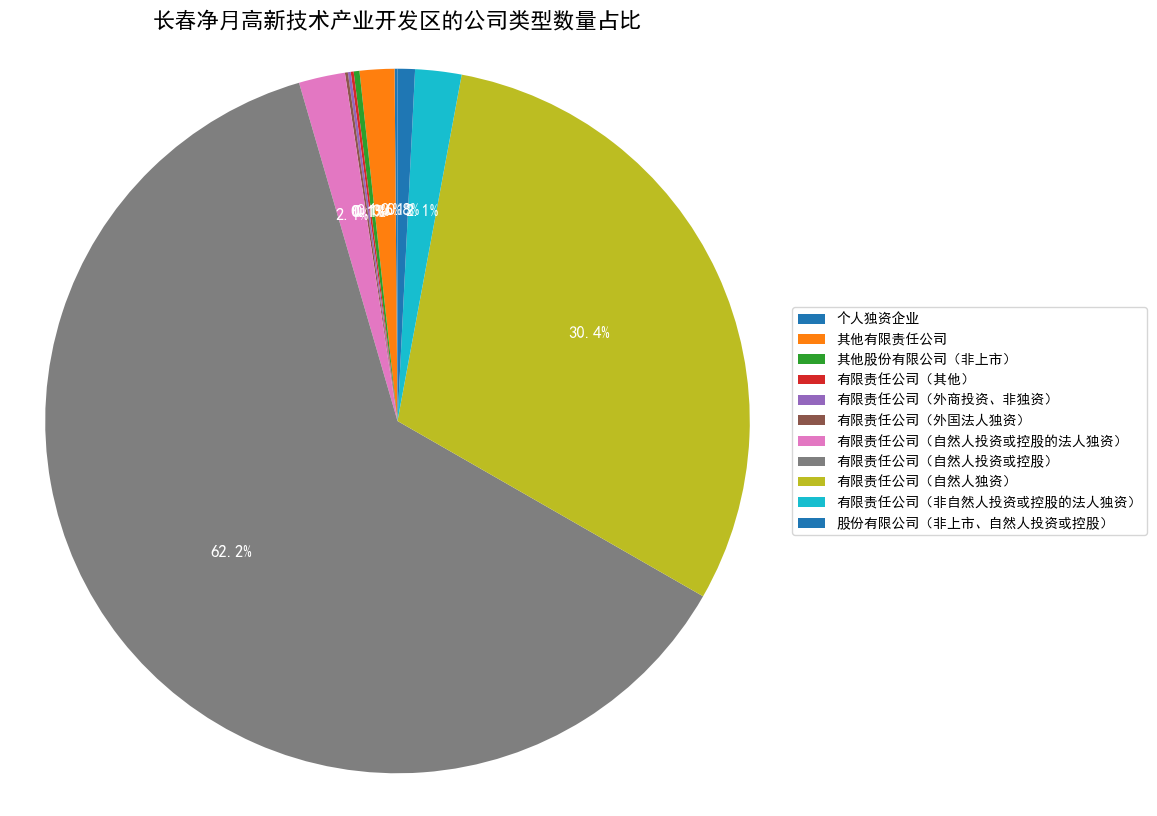 长春净月高新技术产业开发区的公司类型数量占比
2.1%
2.1%
30.4%
62.2%
个人独资企业
其他有限责任公司
其他股份有限公司（非上市）
有限责任公司（其他）
有限责任公司（外商投资、非独资）
有限责任公司（外国法人独资）
有限责任公司（自然人投资或控股的法人独资）
有限责任公司（自然人投资或控股）
有限责任公司（自然人独资）
有限责任公司（非自然人投资或控股的法人独资）
股份有限公司（非上市、自然人投资或控股）